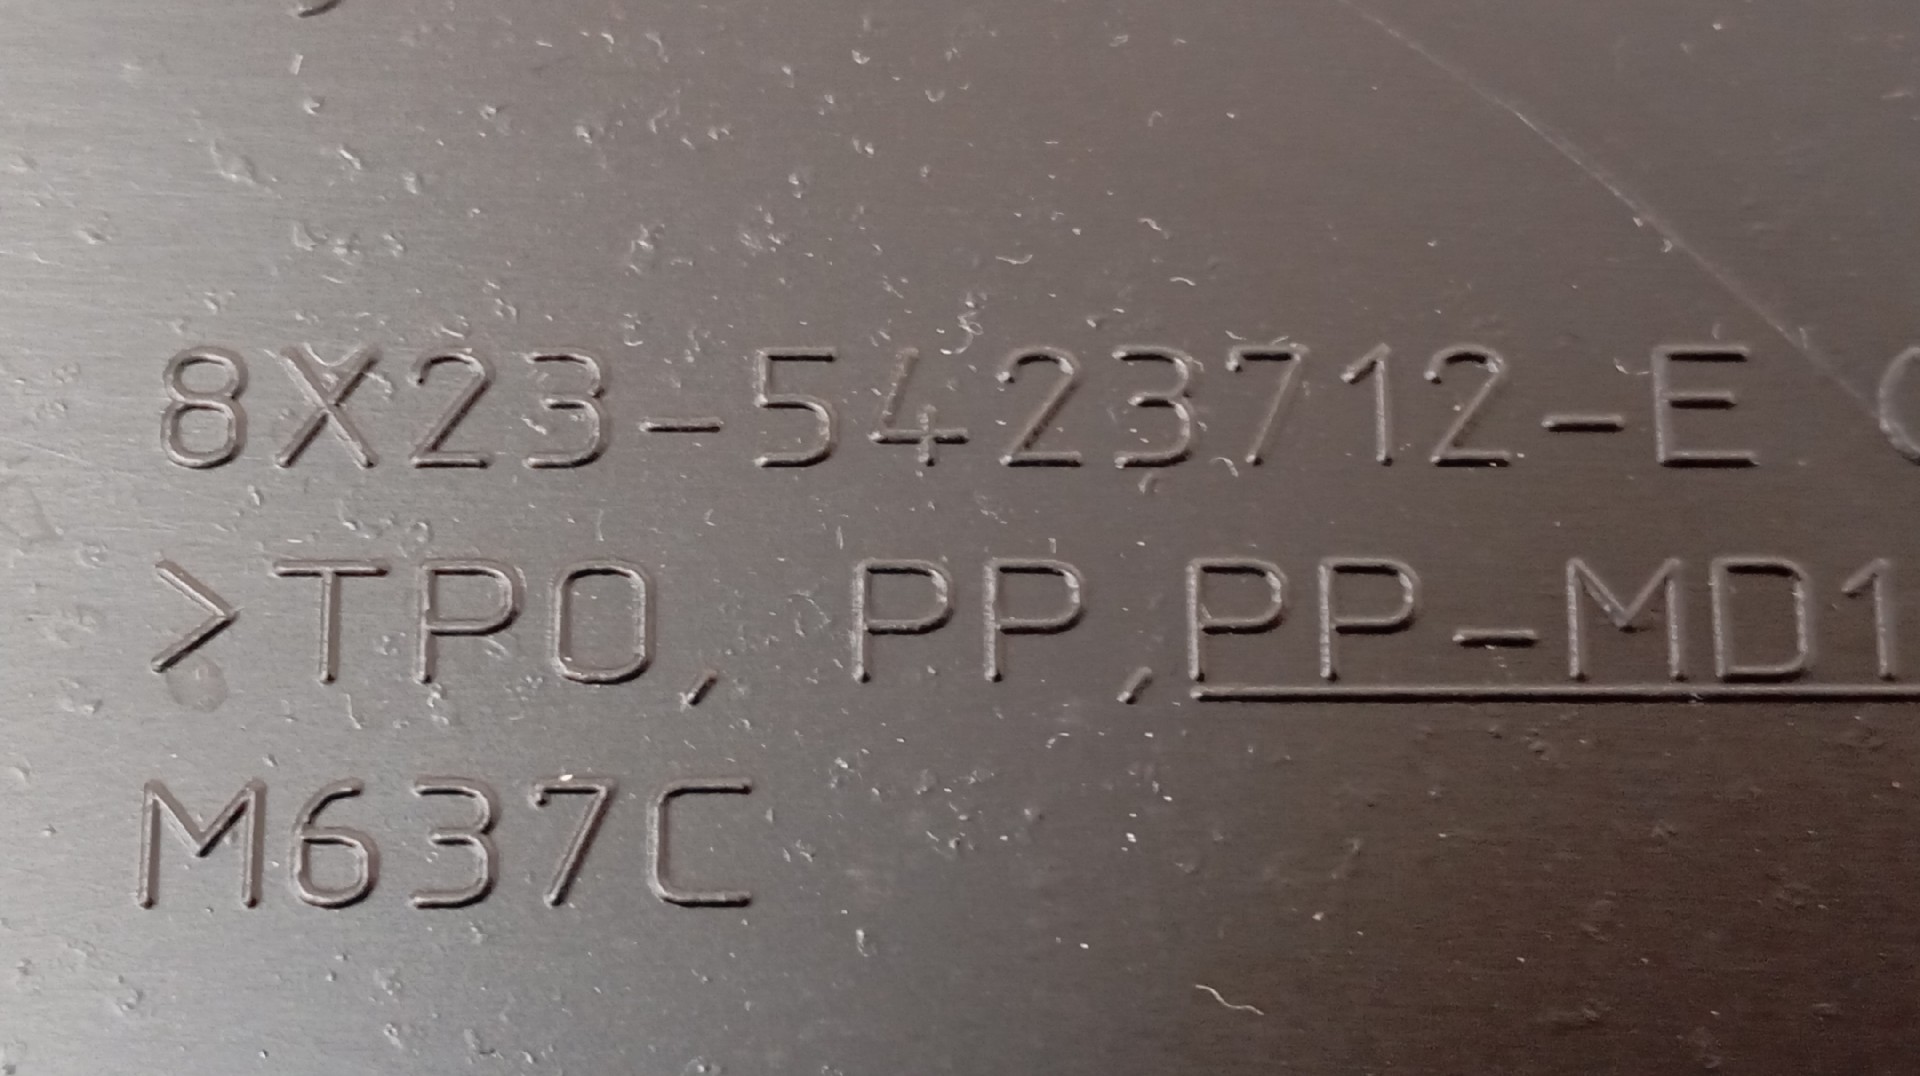 8X23-5423712-E
>TPO, PP,PP-MD1
M637C